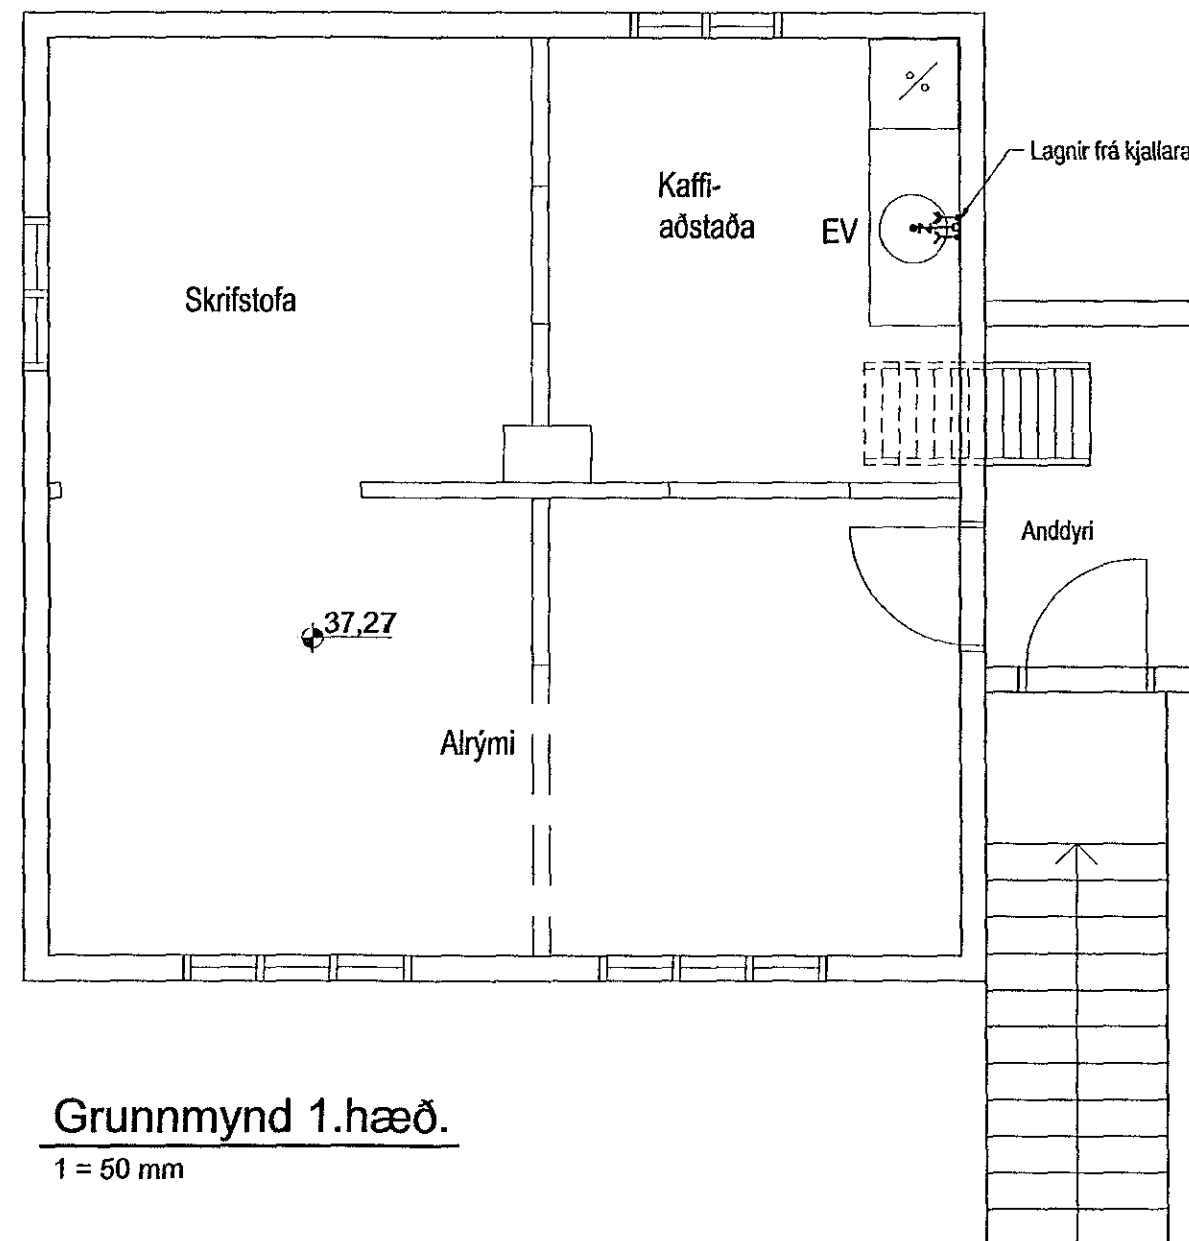 Lagnir frá kjallara
Kaffi-
aðstaða
EV
Skrifstofa
Anddyri
37,27
Alrými
Grunnmynd 1.hæð.
1 = 50 mm